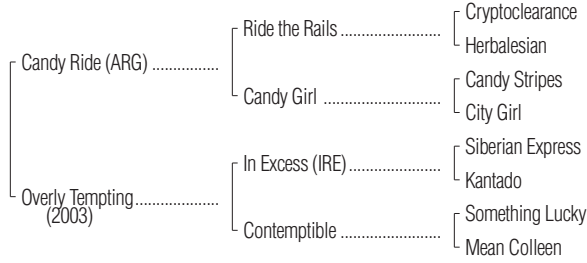 Cryptoclearance
Ride the Rails ......................
Herbalesian
Candy Ride (ARG) ...............
Candy Stripes
Candy Girl ..........................
City Girl
Siberian Express
In Excess (IRE) ....................
Kantado
Overly Tempting..................
(2003)
Something Lucky
Contemptible ......................
Mean Colleen